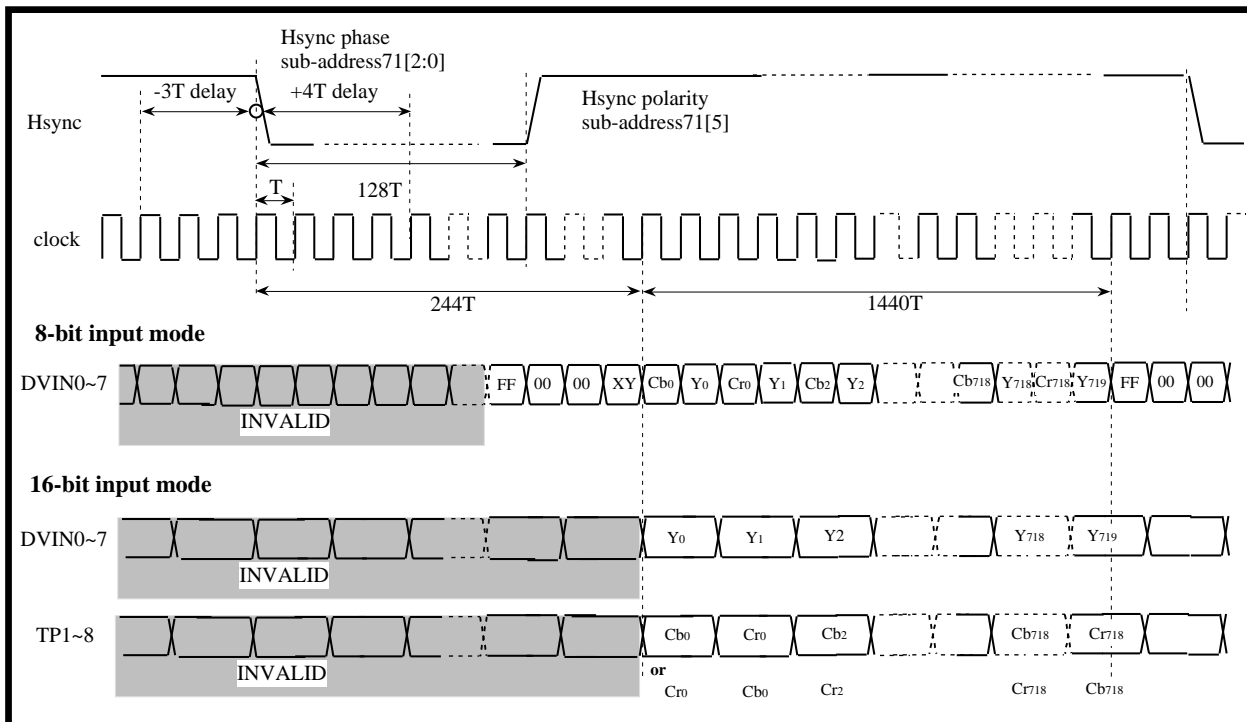 Hsync phase
sub-address71[2:0]
-3T delay
+4T delay
Hsync
Hsync polarity
sub-address71[5]
T
128T
clock
244T
1440T
8-bit input mode
DVIN0~7 FF 00 00 XY Cb0 Y0 Cr0 Y1 Cb2 Y2 Cb718 Y718 Cr718 Y719 FF 00 00
INVALID
16-bit input mode
DVIN0~7 Y0 Y1 Y2 Y718 Y719
INVALID
TP1~8 Cb0 Cr0 Cb2 Cb718 Cr718
INVALID
or
Cr0 Cb0 Cr2 Cr718 Cb718